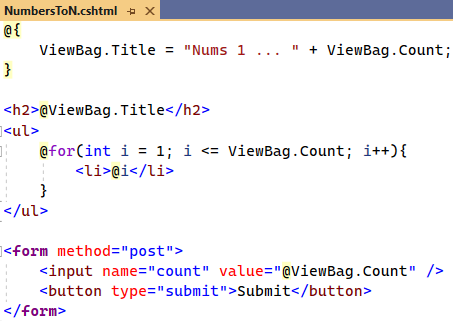 NumbersToN.cshtml
@{
    ViewBag.Title = "Nums 1 ... " + ViewBag.Count;
}
<h2>@ViewBag.Title</h2>
<ul>
    @for(int i = 1; i <= ViewBag.Count; i++){
        <li>@i</li>
    }
</ul>
<form method="post">
    <input name="count" value="@ViewBag.Count" />
    <button type="submit">Submit</button>
</form>